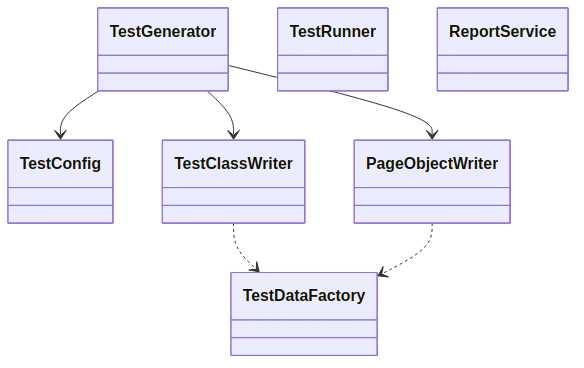 TestGenerator
TestRunner
ReportService
TestConfig
TestClassWriter
PageObjectWriter
TestDataFactory